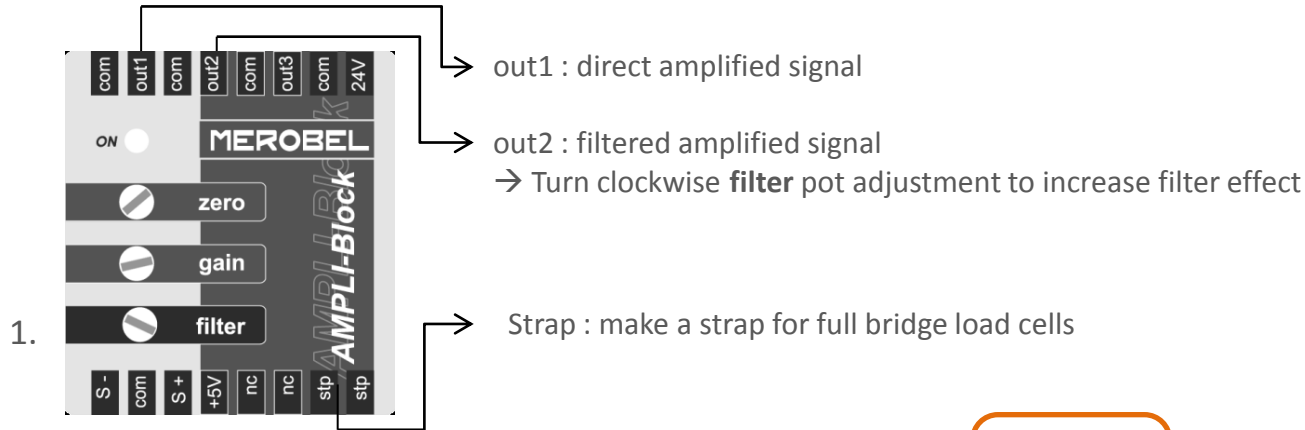 com out1 com out2 com out3 com 24V
out1 : direct amplified signal
ON MEROBEL
out2 : filtered amplified signal
→ Turn clockwise filter pot adjustment to increase filter effect
zero
gain
AMPLI-Block
AMPLI-Block
1.
filter
Strap : make a strap for full bridge load cells
S - com S + +5V nc nc stp stp